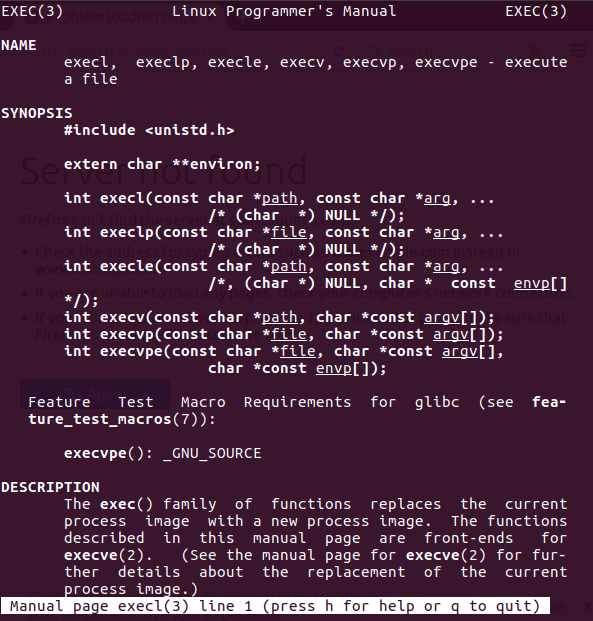 EXEC(3) Linux Programmer's Manual EXEC(3)
NAME
execl, execlp, execle, execv, execvp, execvpe - execute
a file
SYNOPSIS
#include <unistd.h>
extern char **environ;
int execl(const char *path, const char *arg, ...
/* (char *) NULL */);
int execlp(const char *file, const char *arg, ...
/* (char *) NULL */);
int execle(const char *path, const char *arg, ...
/*, (char *) NULL, char * const envp[]
*/);
int execv(const char *path, char *const argv[]);
int execvp(const char *file, char *const argv[]);
int execvpe(const char *file, char *const argv[],
char *const envp[]);
Feature Test Macro Requirements for glibc (see fea-
ture_test_macros(7)):
execvpe(): _GNU_SOURCE
DESCRIPTION
The exec() family of functions replaces the current
process image with a new process image. The functions
described in this manual page are front-ends for
execve(2). (See the manual page for execve(2) for fur-
ther details about the replacement of the current
process image.)
Manual page execl(3) line 1 (press h for help or q to quit)
Server not found